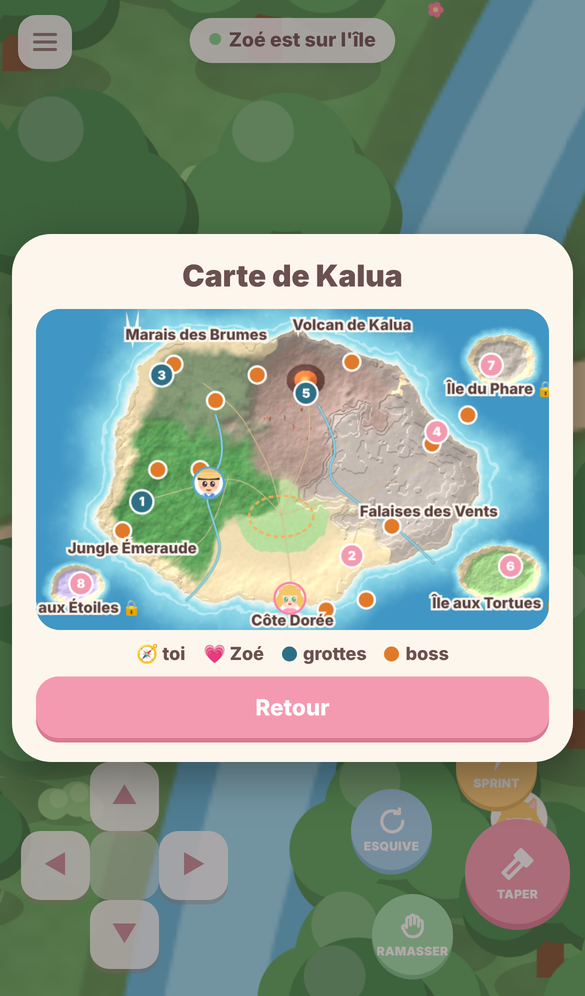 Zoé est sur l'île
Carte de Kalua
Volcan de Kalua
Marais des Brumes
7
3
5
Île du Phare
4
1
Falaises des Vents
Jungle Émeraude
2
6
8
aux Étoiles
Île aux Tortues
Côte Dorée
toi Zoé grottes boss
Retour
SPRINT
ESQUIVE
TAPER
RAMASSER